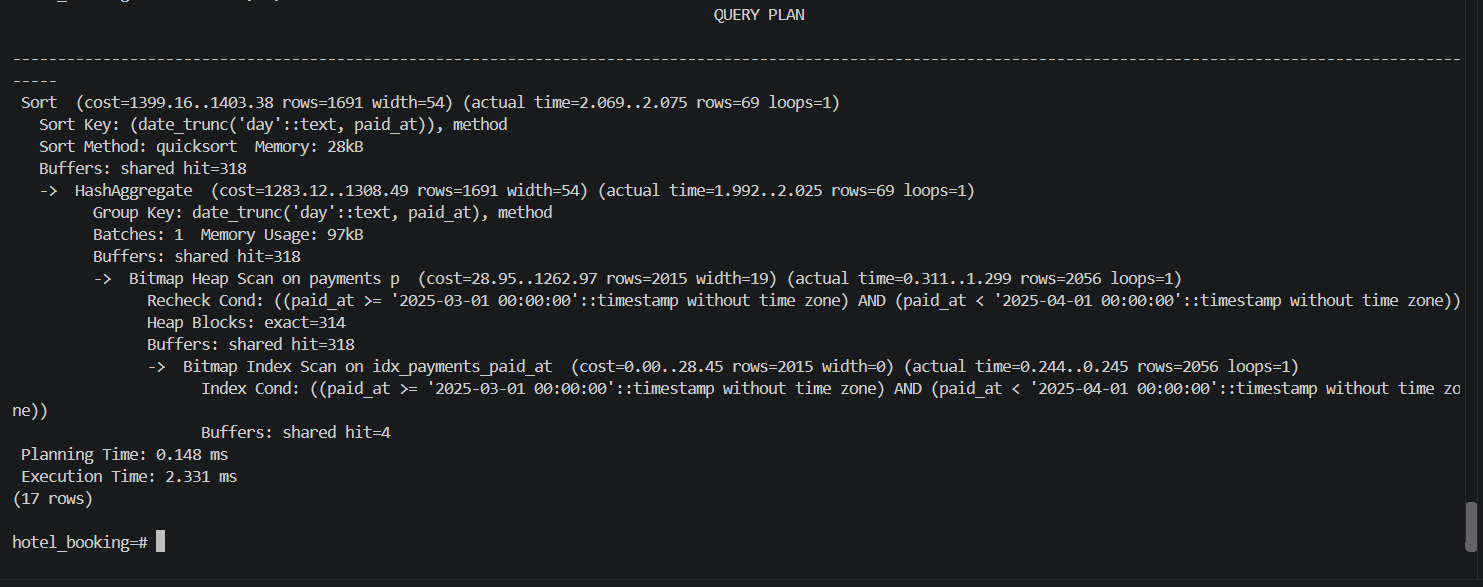 QUERY PLAN
-----------------------------------------------------------------------------------------------------------------------------------------------------------------
-----
 Sort  (cost=1399.16..1403.38 rows=1691 width=54) (actual time=2.069..2.075 rows=69 loops=1)
   Sort Key: (date_trunc('day'::text, paid_at)), method
   Sort Method: quicksort  Memory: 28kB
   Buffers: shared hit=318
   ->  HashAggregate  (cost=1283.12..1308.49 rows=1691 width=54) (actual time=1.992..2.025 rows=69 loops=1)
         Group Key: date_trunc('day'::text, paid_at), method
         Batches: 1  Memory Usage: 97kB
         Buffers: shared hit=318
         ->  Bitmap Heap Scan on payments p  (cost=28.95..1262.97 rows=2015 width=19) (actual time=0.311..1.299 rows=2056 loops=1)
               Recheck Cond: ((paid_at >= '2025-03-01 00:00:00'::timestamp without time zone) AND (paid_at < '2025-04-01 00:00:00'::timestamp without time zone))
               Heap Blocks: exact=314
               Buffers: shared hit=318
               ->  Bitmap Index Scan on idx_payments_paid_at  (cost=0.00..28.45 rows=2015 width=0) (actual time=0.244..0.245 rows=2056 loops=1)
                     Index Cond: ((paid_at >= '2025-03-01 00:00:00'::timestamp without time zone) AND (paid_at < '2025-04-01 00:00:00'::timestamp without time zo
ne))
                     Buffers: shared hit=4
 Planning Time: 0.148 ms
 Execution Time: 2.331 ms
(17 rows)
hotel_booking=#